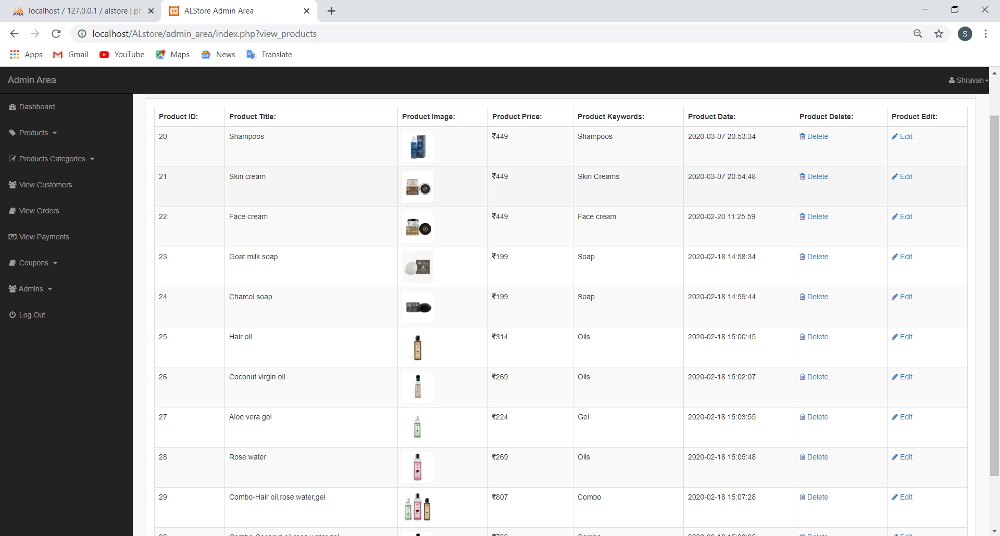 localhost / 127.0.0.1 / alstore | ph
ALStore Admin Area
localhost/ALstore/admin_area/index.php?view_products
S
Apps Gmail YouTube Maps News Translate
Admin Area
Shravan
Dashboard
Products
Products Categories
View Customers
View Orders
View Payments
Coupons
Admins
Log Out
Product ID: Product Title: Product Image: Product Price: Product Keywords: Product Date: Product Delete: Product Edit:
20 Shampoos ₹449 Shampoos 2020-03-07 20:53:34 Delete Edit
21 Skin cream ₹449 Skin Creams 2020-03-07 20:54:48 Delete Edit
22 Face cream ₹449 Face cream 2020-02-20 11:25:59 Delete Edit
23 Goat milk soap ₹199 Soap 2020-02-18 14:58:34 Delete Edit
24 Charcol soap ₹199 Soap 2020-02-18 14:59:44 Delete Edit
25 Hair oil ₹314 Oils 2020-02-18 15:00:45 Delete Edit
26 Coconut virgin oil ₹269 Oils 2020-02-18 15:02:07 Delete Edit
27 Aloe vera gel ₹224 Gel 2020-02-18 15:03:55 Delete Edit
28 Rose water ₹269 Oils 2020-02-18 15:05:48 Delete Edit
29 Combo-Hair oil,rose water,gel ₹807 Combo 2020-02-18 15:07:28 Delete Edit